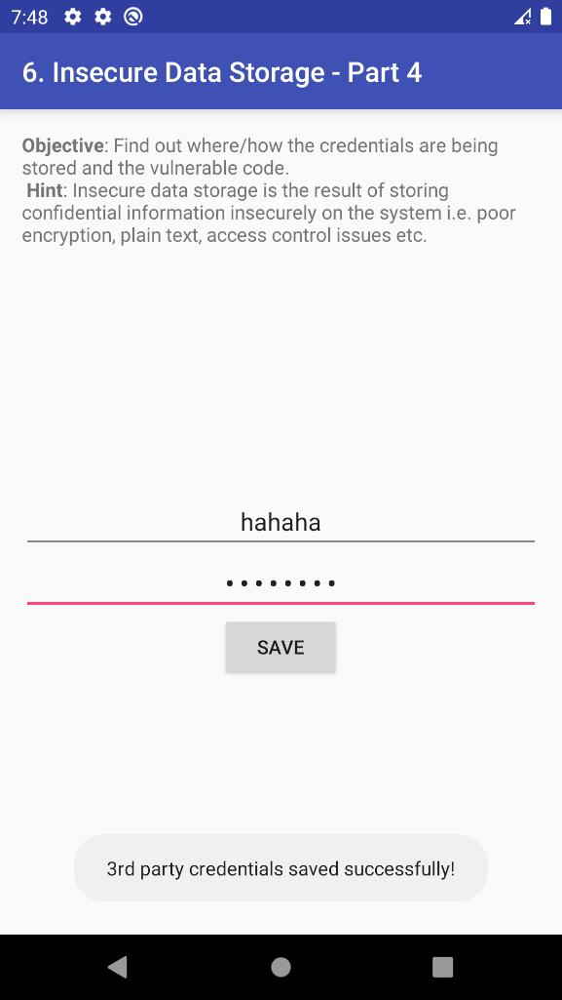 7:48
6. Insecure Data Storage - Part 4
Objective: Find out where/how the credentials are being
stored and the vulnerable code.
Hint: Insecure data storage is the result of storing
confidential information insecurely on the system i.e. poor
encryption, plain text, access control issues etc.
hahaha
••••••••
SAVE
3rd party credentials saved successfully!